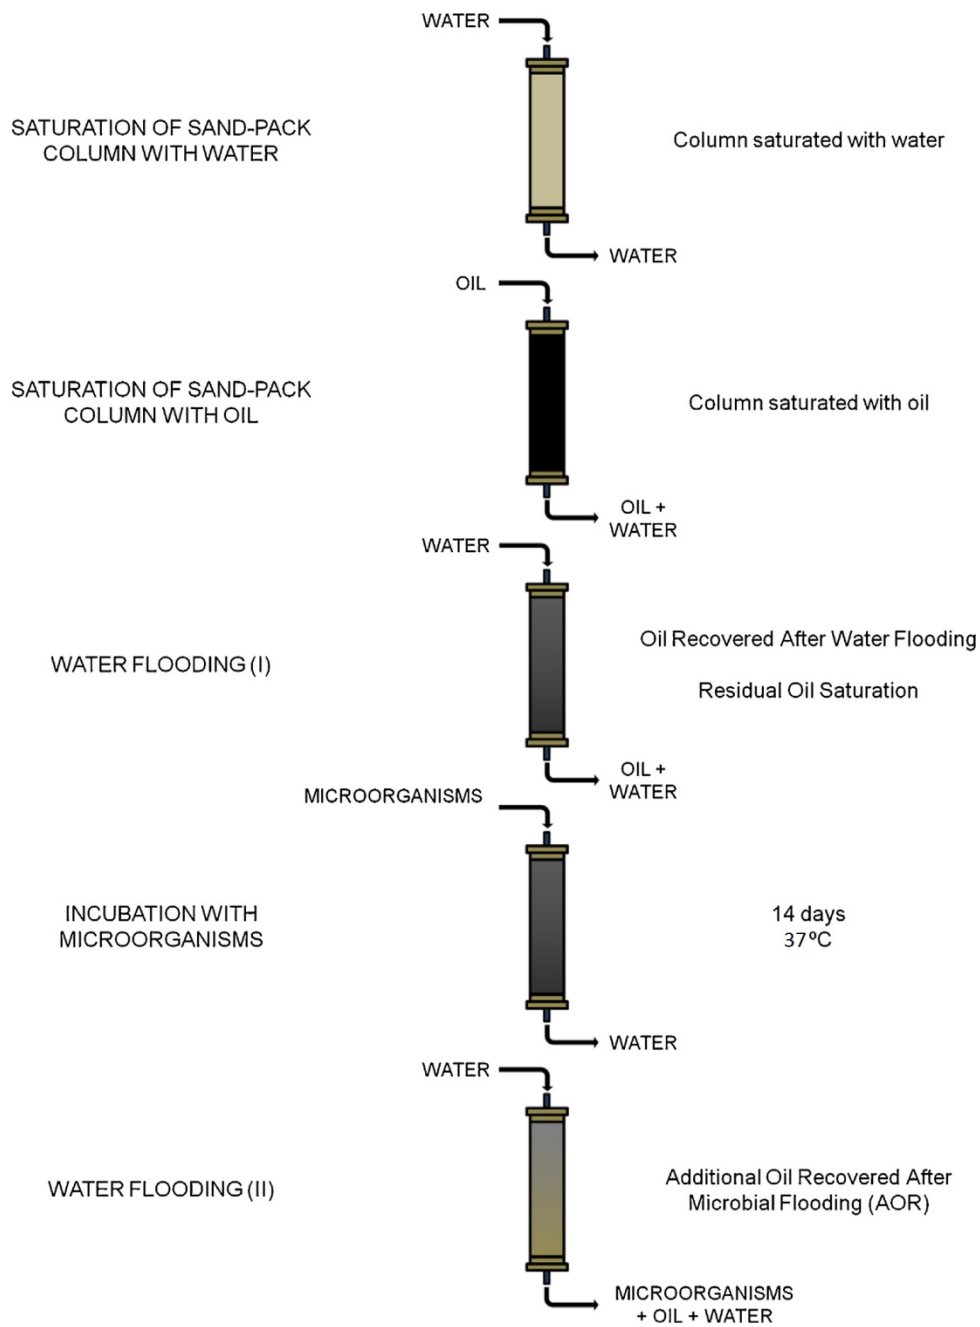 WATER
SATURATION OF SAND-PACK
COLUMN WITH WATER
Column saturated with water
WATER
OIL
SATURATION OF SAND-PACK
COLUMN WITH OIL
Column saturated with oil
OIL +
WATER
WATER
WATER FLOODING (I)
Oil Recovered After Water Flooding
Residual Oil Saturation
OIL +
WATER
MICROORGANISMS
INCUBATION WITH
MICROORGANISMS
14 days
37ºC
WATER
WATER
WATER FLOODING (II)
Additional Oil Recovered After
Microbial Flooding (AOR)
MICROORGANISMS
+ OIL + WATER